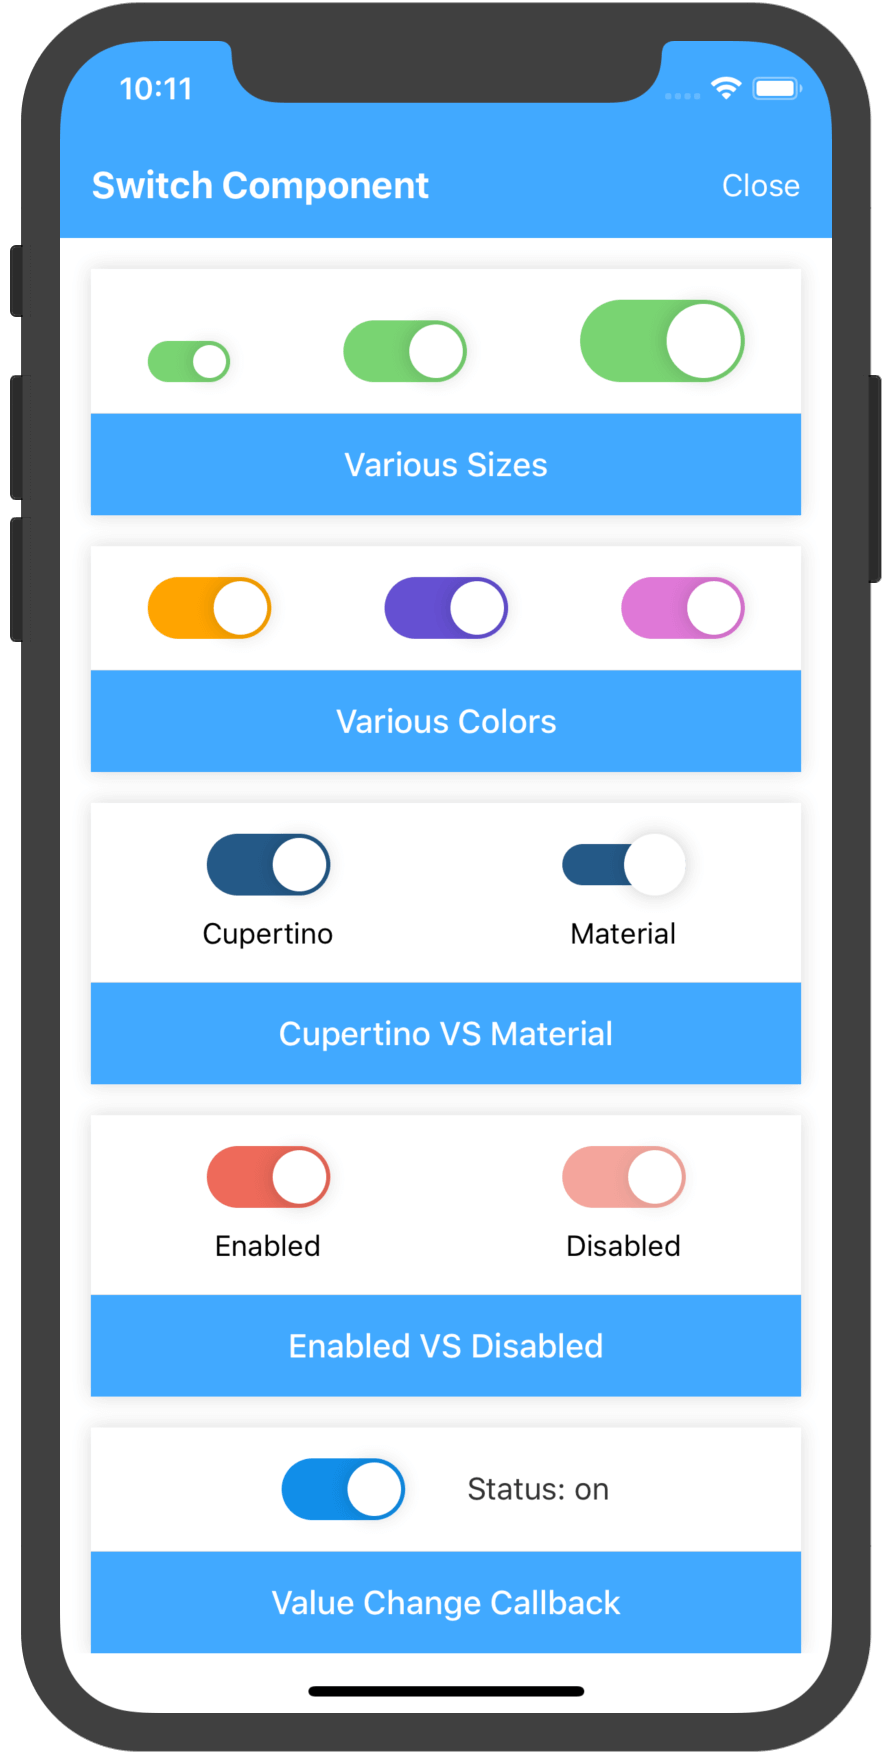 10:11
Switch Component
Close
Various Sizes
Various Colors
Cupertino
Material
Cupertino VS Material
Enabled
Disabled
Enabled VS Disabled
Status: on
Value Change Callback